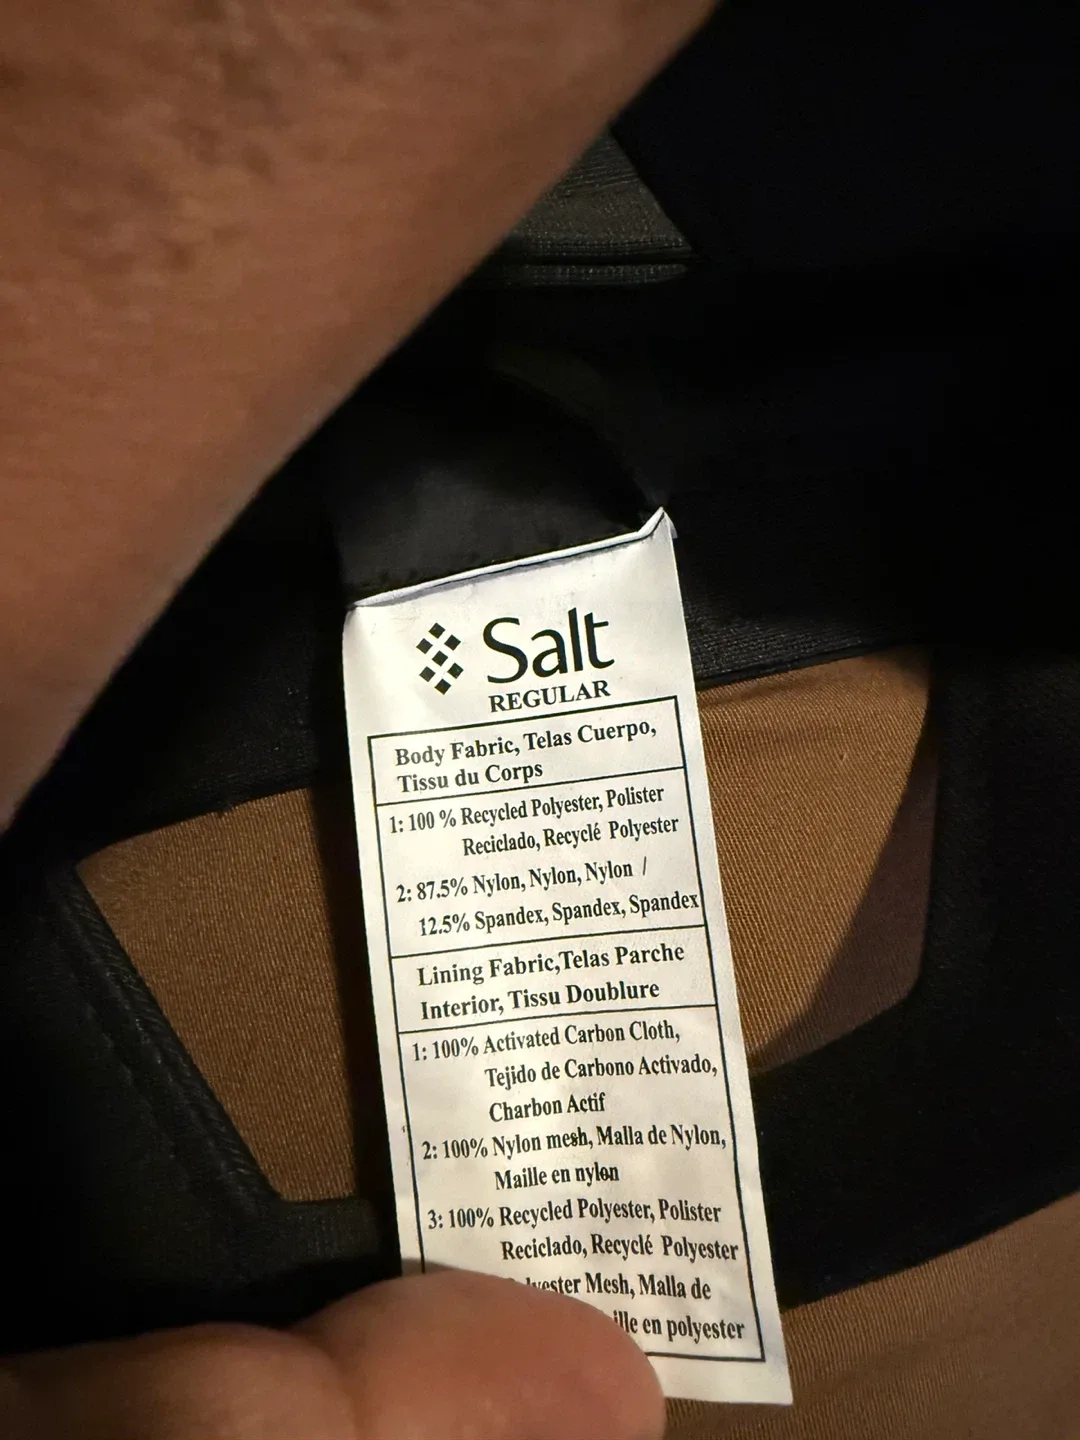 Salt
REGULAR
Body Fabric, Telas Cuerpo,
Tissu du Corps
1: 100 % Recycled Polyester, Polister
Reciclado, Recyclé Polyester
2: 87.5% Nylon, Nylon, Nylon /
12.5% Spandex, Spandex, Spandex
Lining Fabric,Telas Parche
Interior, Tissu Doublure
1: 100% Activated Carbon Cloth,
Tejido de Carbono Activado,
Charbon Actif
2: 100% Nylon mesh, Malla de Nylon,
Maille en nylon
3: 100% Recycled Polyester, Polister
Reciclado, Recyclé Polyester
Mesh, Malla de
en polyester